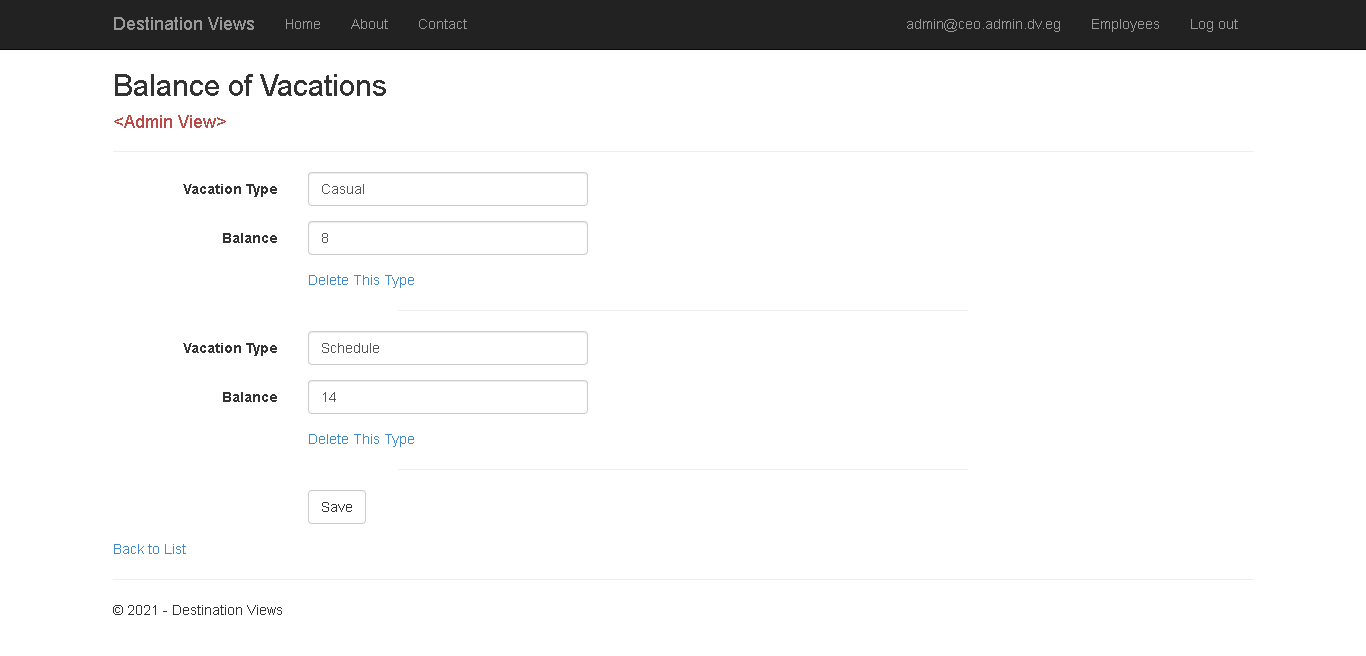 Destination Views Home About Contact admin@ceo.admin.dv.eg Employees Log out
Balance of Vacations
<Admin View>
Vacation Type Casual
Balance 8
Delete This Type
Vacation Type Schedule
Balance 14
Delete This Type
Save
Back to List
© 2021 - Destination Views